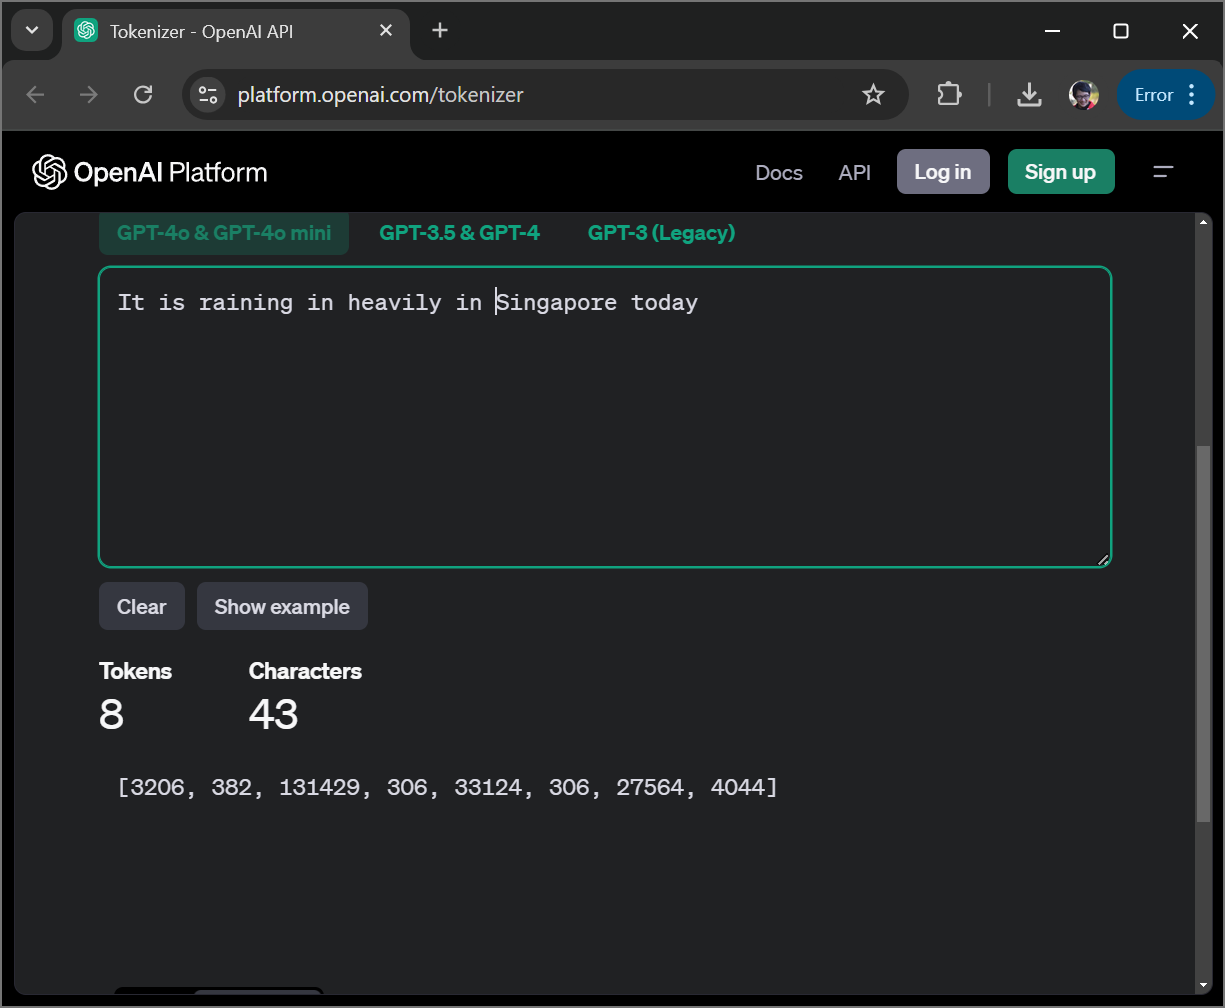 Tokenizer - OpenAI API
platform.openai.com/tokenizer
Error
OpenAI Platform
Docs
API
Log in
Sign up
GPT-4o & GPT-4o mini
GPT-3.5 & GPT-4
GPT-3 (Legacy)
It is raining in heavily in Singapore today
Clear
Show example
Tokens
Characters
8
43
[3206, 382, 131429, 306, 33124, 306, 27564, 4044]